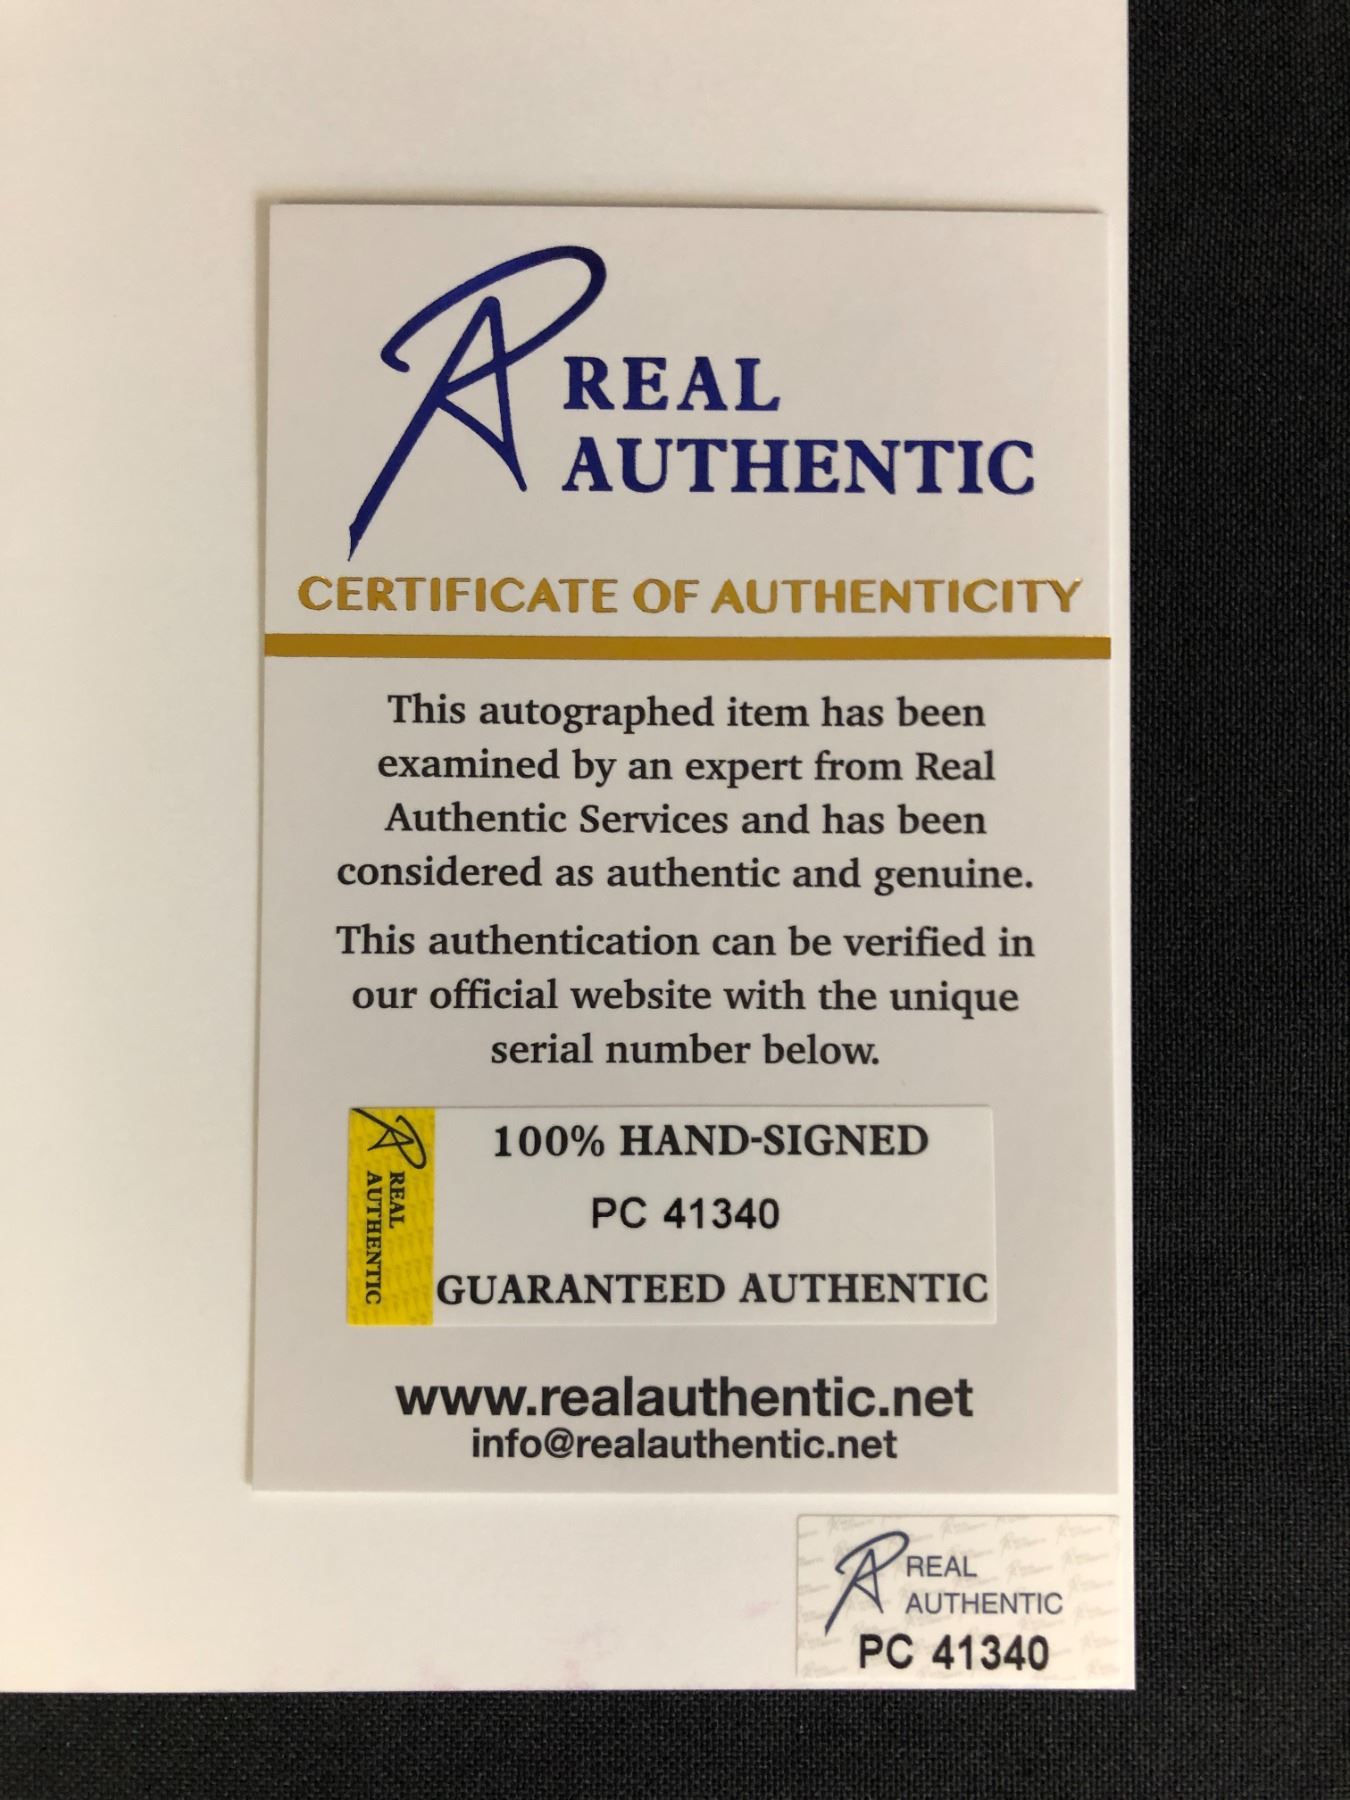 REAL
AUTHENTIC
CERTIFICATE OF AUTHENTICITY
This autographed item has been
examined by an expert from Real
Authentic Services and has been
considered as authentic and genuine.
This authentication can be verified in
our official website with the unique
serial number below.
REAL
AUTHENTIC
100% HAND-SIGNED
PC 41340
GUARANTEED AUTHENTIC
www.realauthentic.net
info@realauthentic.net
REAL
AUTHENTIC
PC 41340